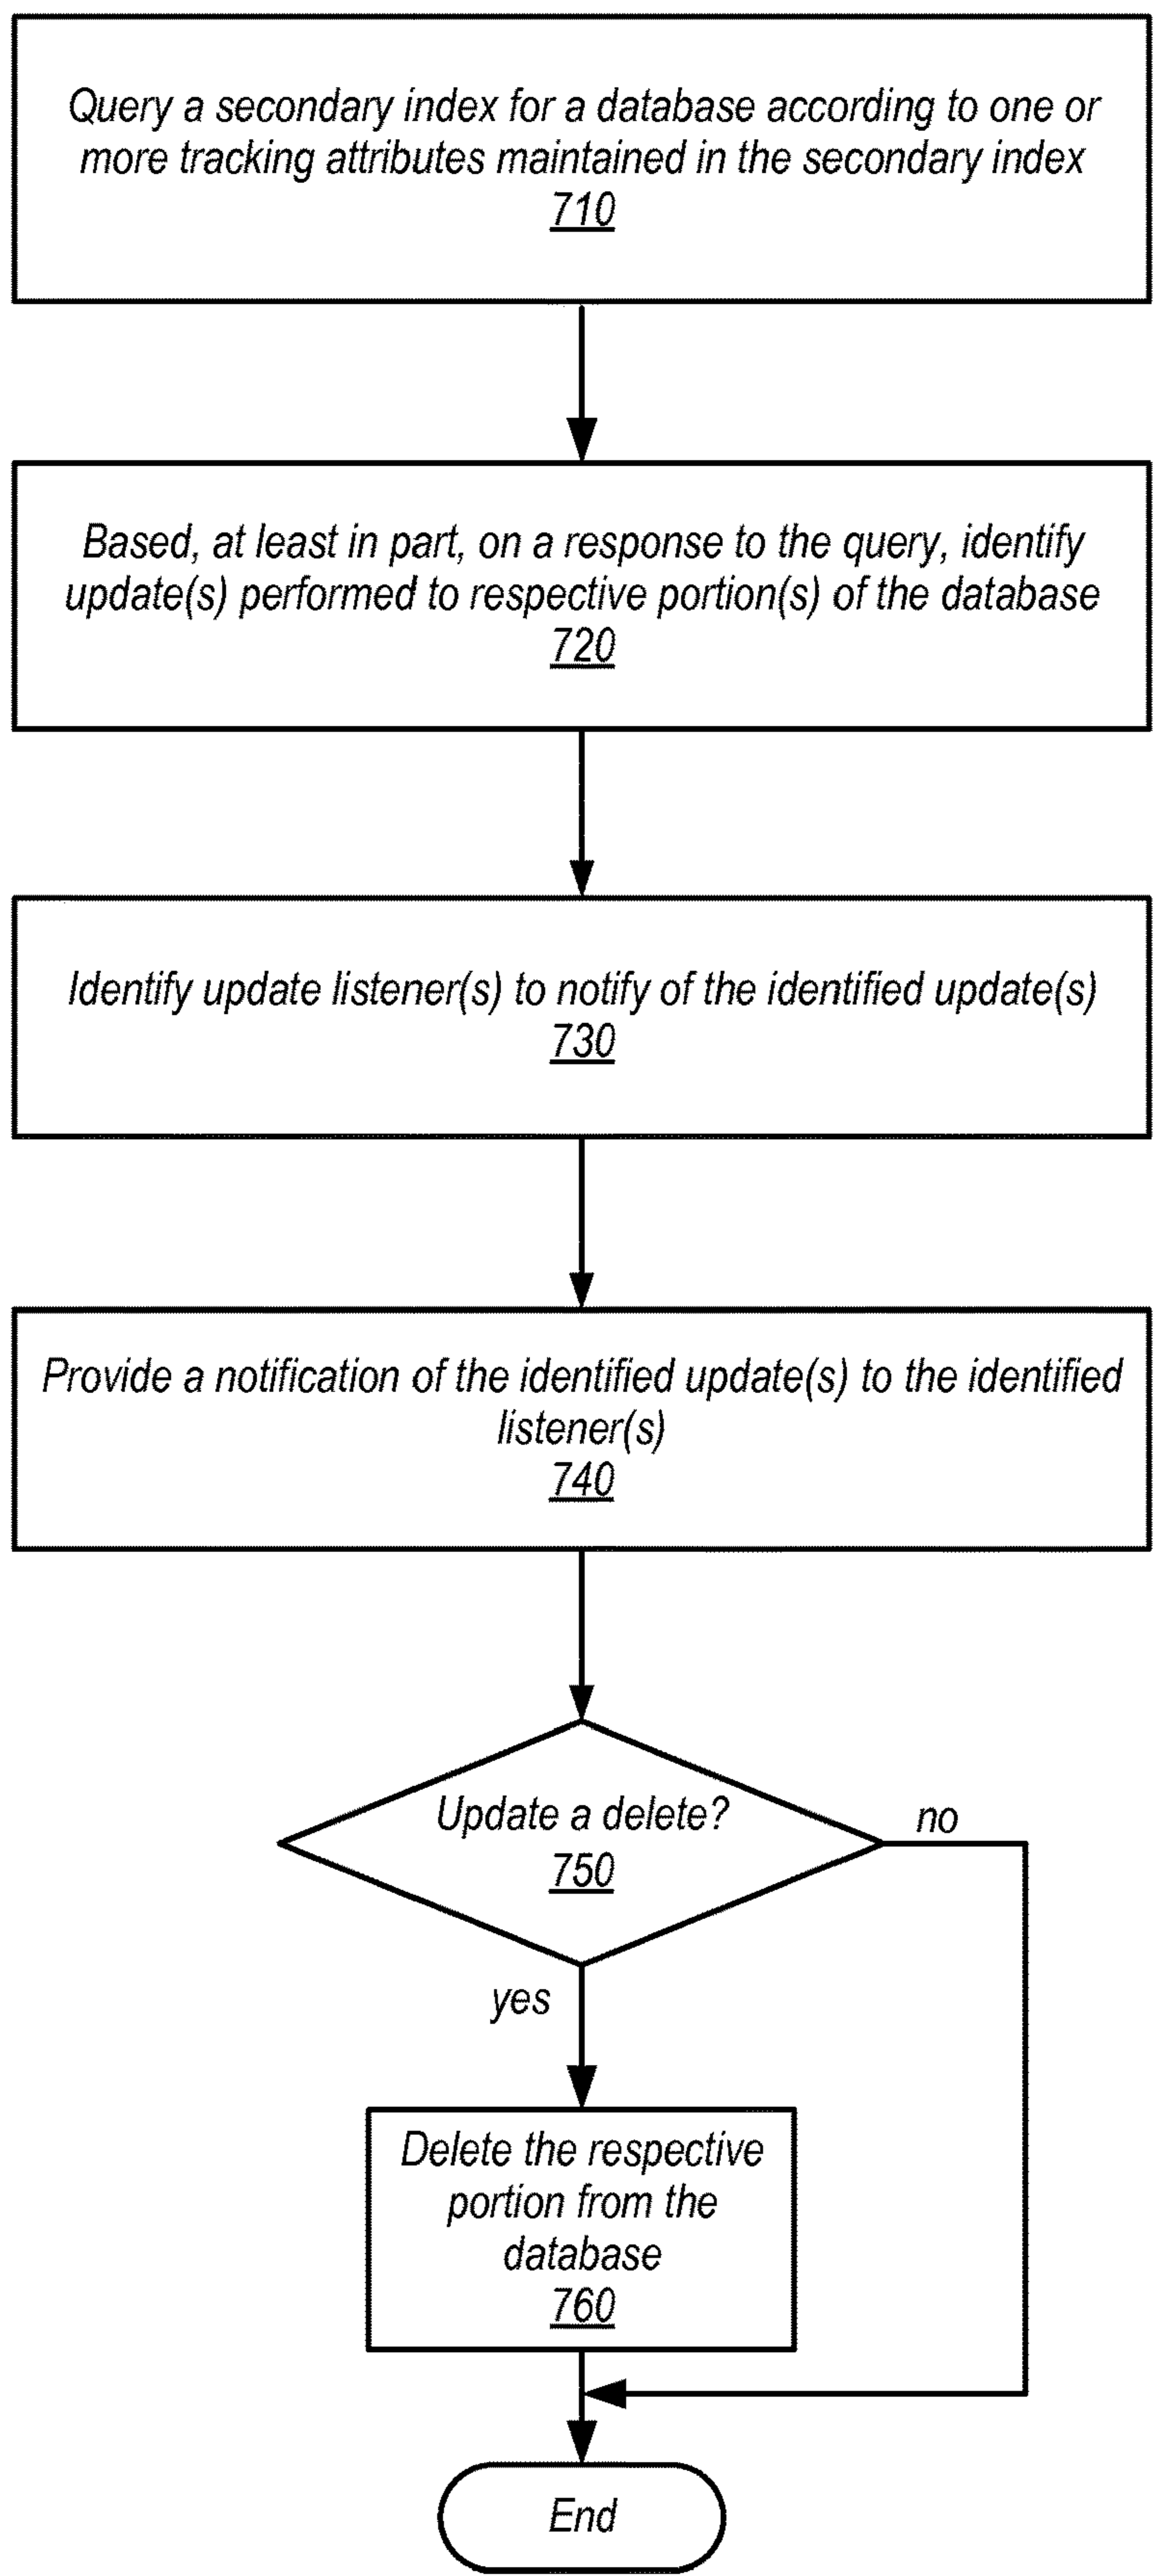 Query a secondary index for a database according to one or
more tracking attributes maintained in the secondary index
710
Based, at least in part, on a response to the query, identify
update(s) performed to respective portion(s) of the database
720
Identify update listener(s) to notify of the identified update(s)
730
Provide a notification of the identified update(s) to the identified
listener(s)
740
Update a delete?
750
no
yes
Delete the respective
portion from the
database
760
End